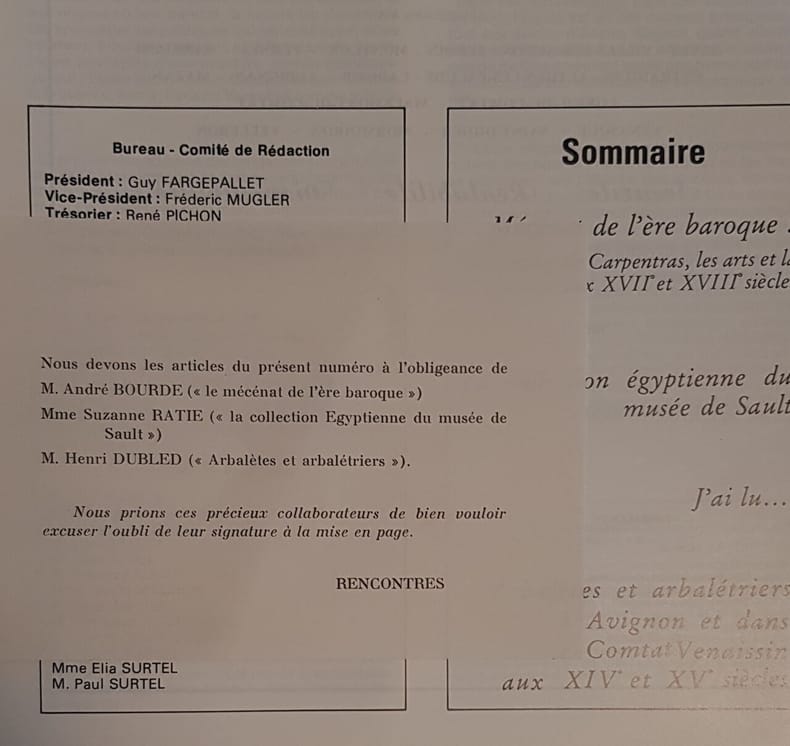 Bureau - Comité de Rédaction
Président : Guy FARGEPALLET
Vice-Président : Fréderic MUGLER
Trésorier : René PICHON
Nous devons les articles du présent numéro à l'obligeance de
M. André BOURDE (« le mécénat de l'ère baroque »)
Mme Suzanne RATIE (« la collection Egyptienne du musée de
Sault »)
M. Henri DUBLED (« Arbalètes et arbalétriers »).
Nous prions ces précieux collaborateurs de bien vouloir
excuser l'oubli de leur signature à la mise en page.
RENCONTRES
Mme Elia SURTEL
M. Paul SURTEL
Sommaire
de l'ère baroque
Carpentras, les arts et
XVIIe et XVIIIe siècle
égyptienne du
musée de Sault
J'ai lu...
et arbalétriers
Avignon et dans
Comtat Venaissin
aux XIVe et XVe siècles